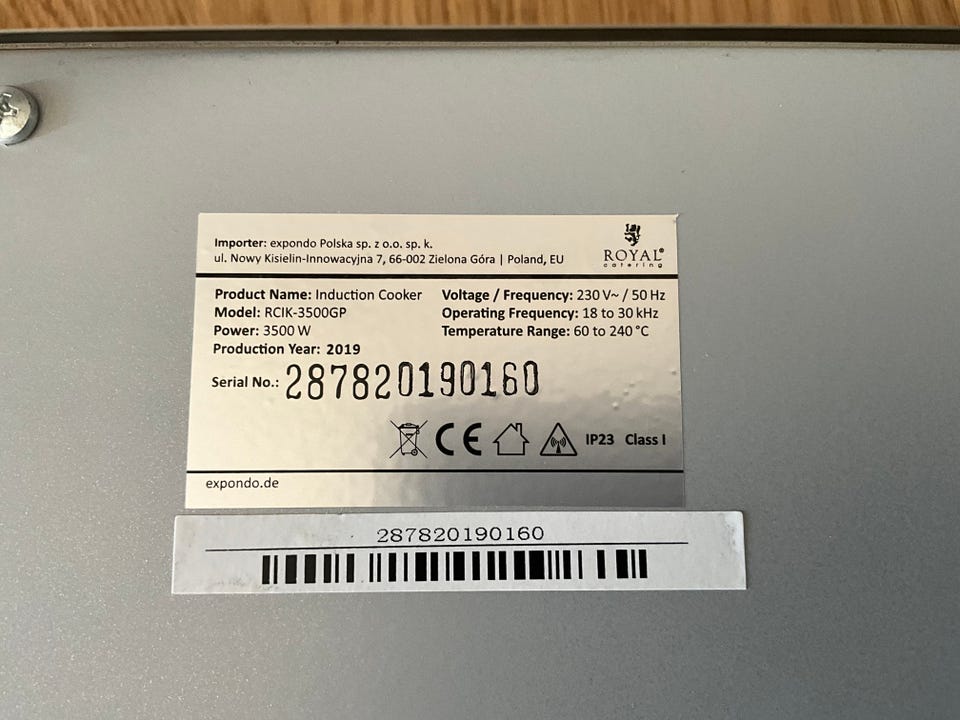 Importer: expondo Polska sp. z o.o. sp. k.
ul. Nowy Kisielin-Innowacyjna 7, 66-002 Zielona Góra | Poland, EU
ROYAL®
catering
Product Name: Induction Cooker
Model: RCIK-3500GP
Power: 3500 W
Production Year: 2019
Voltage / Frequency: 230 V~ / 50 Hz
Operating Frequency: 18 to 30 kHz
Temperature Range: 60 to 240 °C
Serial No.: 287820190160
CE
IP23 Class I
expondo.de
287820190160